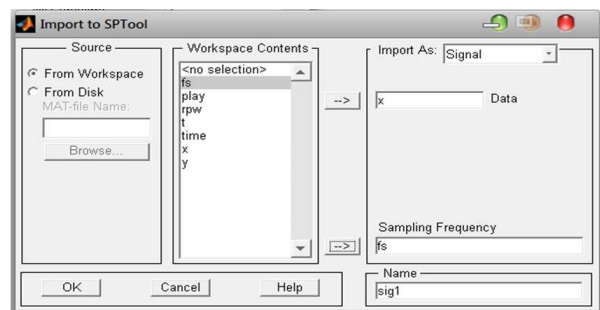 Import to SPTool
Source
From Workspace
From Disk
MAT-file Name:
Browse...
Workspace Contents
<no selection>
fs
play
rpw
t
time
x
y
-->
-->
Import As: Signal
x Data
Sampling Frequency
fs
Name
sig1
OK Cancel Help